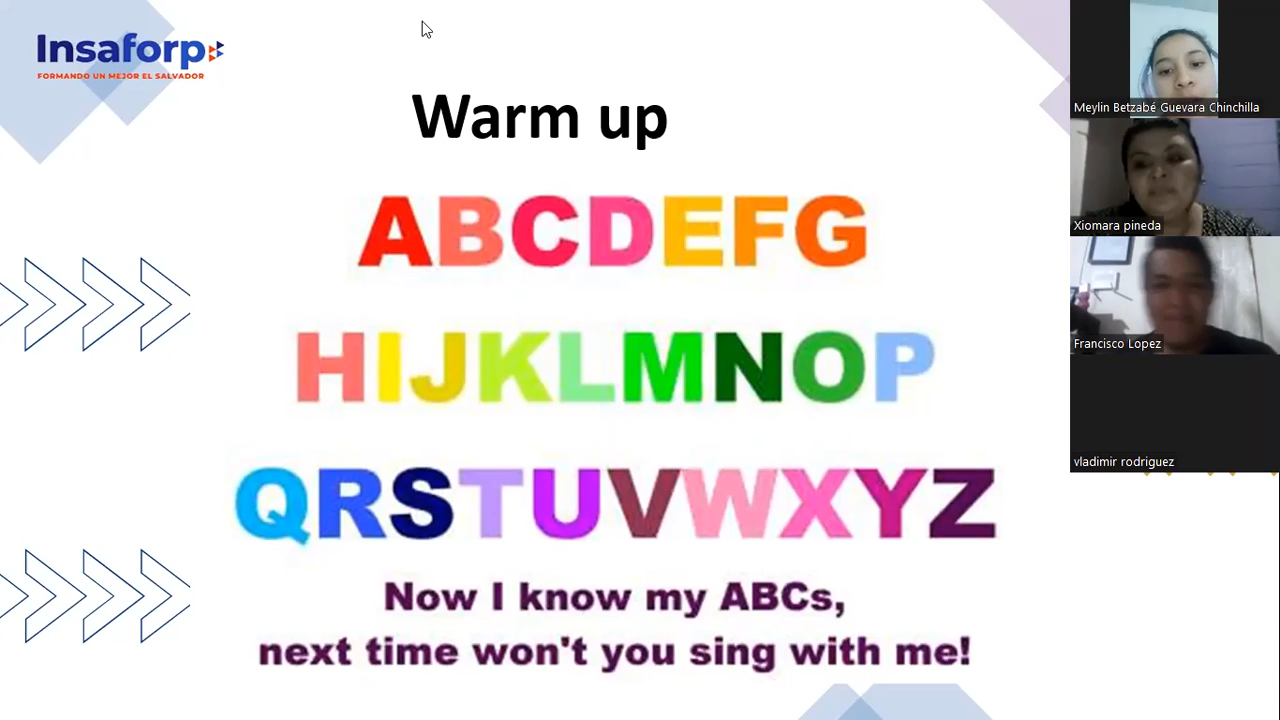 Insaforp
FORMANDO UN MEJOR EL SALVADOR
Warm up
ABCDEFG
HIJKLMNOP
QRSTUVWXYZ
Now I know my ABCs,
next time won't you sing with me!
Meylin Betzabé Guevara Chinchilla
Xiomara pineda
Francisco Lopez
vladimir rodriguez